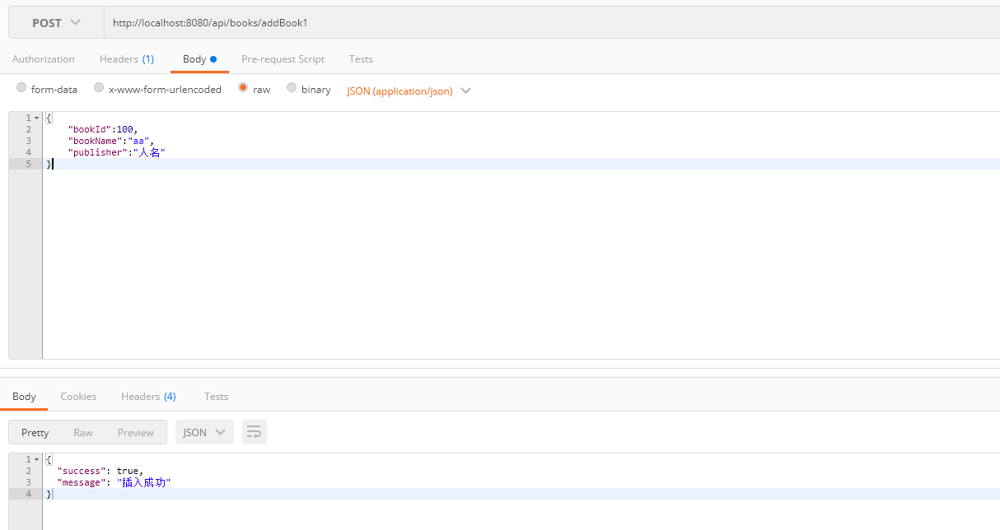 POST http://localhost:8080/api/books/addBook1
Authorization Headers (1) Body Pre-request Script Tests
form-data x-www-form-urlencoded raw binary JSON (application/json)
1 {
2 "bookId":100,
3 "bookName":"aa",
4 "publisher":"人名"
5 }
Body Cookies Headers (4) Tests
Pretty Raw Preview JSON
1 {
2 "success": true,
3 "message": "插入成功"
4 }